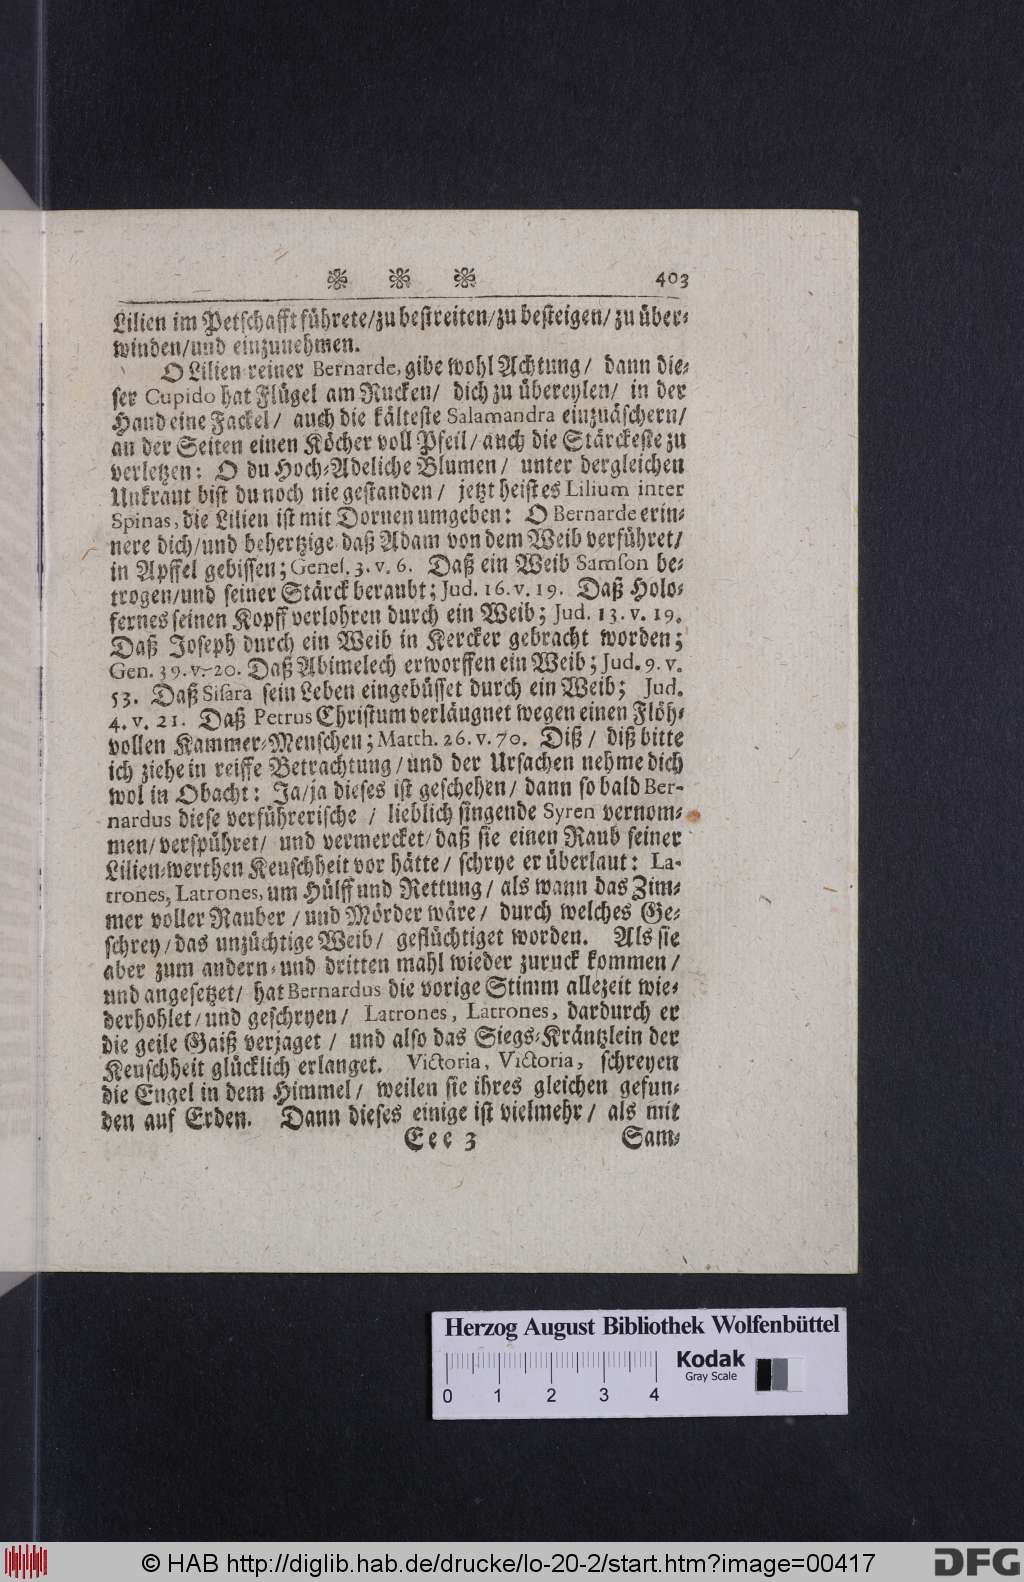 403
Lilien im Petschafft führete/zu bestreiten/zu besteigen/zu über-
winden/und einzunehmen.
O Lilien-reiner Bernarde, gibe wohl Achtung/ dann die-
ser Cupido hat Flügel am Rucken/ dich zu übereylen/ in der
Hand eine Fackel/ auch die kälteste Salamandra einzuäschern/
an der Seiten einen Köcher voll Pfeil/ auch die Stärckeste zu
verletzen: O du Hoch-Adeliche Blumen/ unter dergleichen
Unkraut bist du noch nie gestanden/ jetzt heist es Lilium inter
Spinas, die Lilien ist mit Dornen umgeben: O Bernarde erin-
nere dich/und behertzige daß Adam von dem Weib verführet/
in Apffel gebissen; Genes. 3. v. 6. Daß ein Weib Samson be-
trogen/und seiner Stärck beraubt; Jud. 16. v. 19. Daß Holo-
fernes seinen Kopff verlohren durch ein Weib; Jud. 13. v. 19.
Daß Joseph durch ein Weib in Kercker gebracht worden;
Gen. 39. v. 20. Daß Abimelech erworffen ein Weib; Jud. 9. v.
53. Daß Sisara sein Leben eingebüsset durch ein Weib; Jud.
4. v. 21. Daß Petrus Christum verläugnet wegen einen Flöh-
vollen Kammer-Menschen; Matth. 26. v. 70. Diß/ diß bitte
ich ziehe in reiffe Betrachtung/und der Ursachen nehme dich
wol in Obacht: Ja/ja dieses ist geschehen/ dann so bald Ber-
nardus diese verführerische / lieblich singende Syren vernom-
men/ verspühret/ und vermercket/ daß sie einen Raub seiner
Lilien-werthen Keuschheit vor hätte/ schrye er überlaut: La-
trones, Latrones, um Hülff und Rettung/ als wann das Zim-
mer voller Rauber /und Mörder wäre/ durch welches Ge-
schrey/das unzüchtige Weib/ geflüchtiget worden. Als sie
aber zum andern- und dritten mahl wieder zuruck kommen/
und angesetzet/ hat Bernardus die vorige Stimm allezeit wie-
derhohlet/und geschryen/ Latrones, Latrones, dardurch er
die geile Gaiß verjaget / und also das Siegs-Kräntzlein der
Keuschheit glücklich erlanget. Victoria, Victoria, schreyen
die Engel in dem Himmel/ weilen sie ihres gleichen gefun-
den auf Erden. Dann dieses einige ist vielmehr/ als mit
Eee 3 Sam-
Herzog August Bibliothek Wolfenbüttel
Kodak
Gray Scale
0 1 2 3 4
© HAB http://diglib.hab.de/drucke/lo-20-2/start.htm?image=00417
DFG